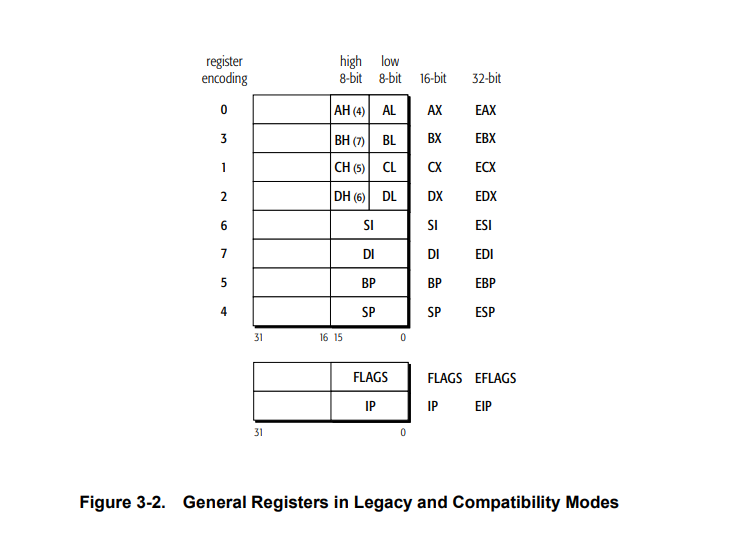 register high low
encoding 8-bit 8-bit 16-bit 32-bit
0 AH (4) AL AX EAX
3 BH (7) BL BX EBX
1 CH (5) CL CX ECX
2 DH (6) DL DX EDX
6 SI SI ESI
7 DI DI EDI
5 BP BP EBP
4 SP SP ESP
31 16 15 0
FLAGS FLAGS EFLAGS
IP IP EIP
31 0
Figure 3-2. General Registers in Legacy and Compatibility Modes